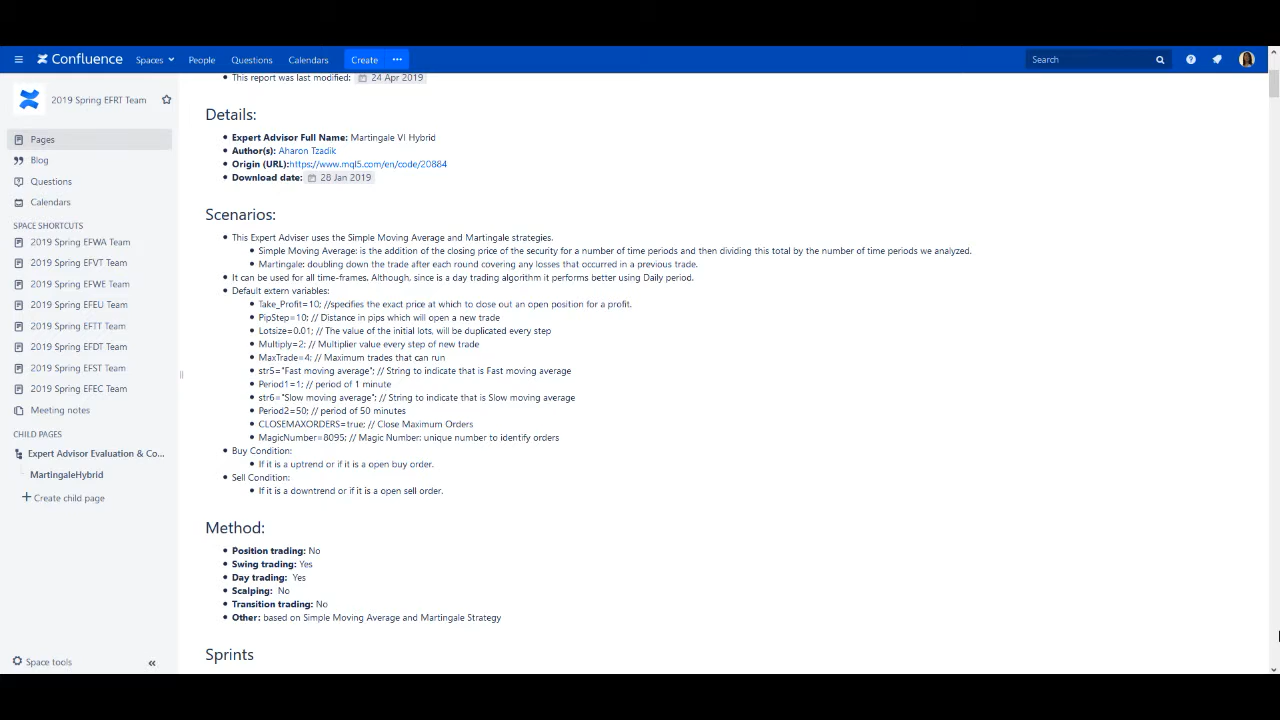 Confluence
Spaces
People
Questions
Calendars
Create
Search
2019 Spring EFRT Team
Pages
Blog
Questions
Calendars
SPACE SHORTCUTS
2019 Spring EFWA Team
2019 Spring EFVT Team
2019 Spring EFWE Team
2019 Spring EFEU Team
2019 Spring EFTT Team
2019 Spring EFDT Team
2019 Spring EFST Team
2019 Spring EFEC Team
Meeting notes
CHILD PAGES
Expert Advisor Evaluation & Co...
MartingaleHybrid
Create child page
Space tools
This report was last modified: 24 Apr 2019
Details:
Expert Advisor Full Name: Martingale VI Hybrid
Author(s): Aharon Tzadik
Origin (URL):https://www.mql5.com/en/code/20884
Download date: 28 Jan 2019
Scenarios:
This Expert Adviser uses the Simple Moving Average and Martingale strategies.
Simple Moving Average: is the addition of the closing price of the security for a number of time periods and then dividing this total by the number of time periods we analyzed.
Martingale: doubling down the trade after each round covering any losses that occurred in a previous trade.
It can be used for all time-frames. Although, since is a day trading algorithm it performs better using Daily period.
Default extern variables:
Take_Profit=10; //specifies the exact price at which to close out an open position for a profit.
PipStep=10; // Distance in pips which will open a new trade
Lotsize=0.01; // The value of the initial lots, will be duplicated every step
Multiply=2; // Multiplier value every step of new trade
MaxTrade=4; // Maximum trades that can run
str5="Fast moving average"; // String to indicate that is Fast moving average
Period1=1; // period of 1 minute
str6="Slow moving average"; // String to indicate that is Slow moving average
Period2=50; // period of 50 minutes
CLOSEMAXORDERS=true; // Close Maximum Orders
MagicNumber=8095; // Magic Number: unique number to identify orders
Buy Condition:
If it is a uptrend or if it is a open buy order.
Sell Condition:
If it is a downtrend or if it is a open sell order.
Method:
Position trading: No
Swing trading: Yes
Day trading: Yes
Scalping: No
Transition trading: No
Other: based on Simple Moving Average and Martingale Strategy
Sprints